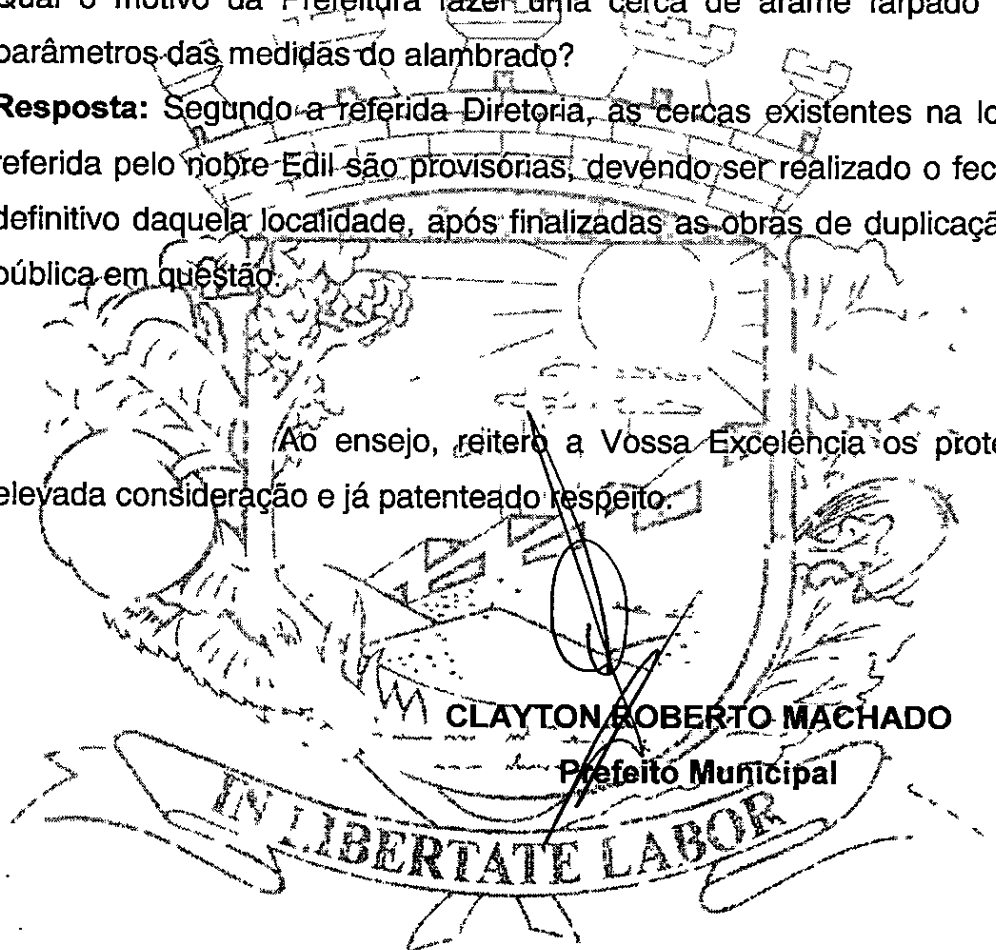 Qual o motivo da Prefeitura fazer uma cerca de arame farpado
parâmetros das medidas do alambrado?
Resposta: Segundo a referida Diretoria, as cercas existentes na lo
referida pelo nobre Edil são provisórias, devendo ser realizado o fec
definitivo daquela localidade, após finalizadas as obras de duplicaçã
pública em questão.
Ao ensejo, reitero a Vossa Excelência os prote
elevada consideração e já patenteado respeito.
CLAYTON ROBERTO MACHADO
Prefeito Municipal
IN LIBERTATE LABOR